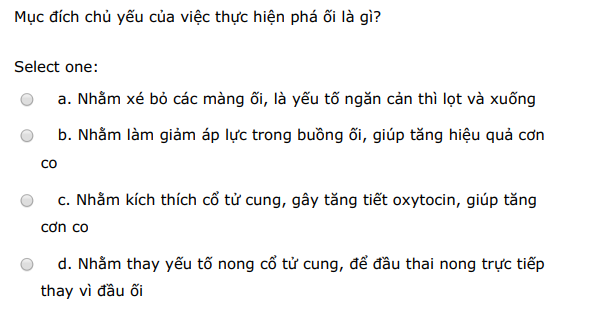 Mục đích chủ yếu của việc thực hiện phá ối là gì?
Select one:
a. Nhằm xé bỏ các màng ối, là yếu tố ngăn cản thì lọt và xuống
b. Nhằm làm giảm áp lực trong buồng ối, giúp tăng hiệu quả cơn
co
c. Nhằm kích thích cổ tử cung, gây tăng tiết oxytocin, giúp tăng
cơn co
d. Nhằm thay yếu tố nong cổ tử cung, để đầu thai nong trực tiếp
thay vì đầu ối